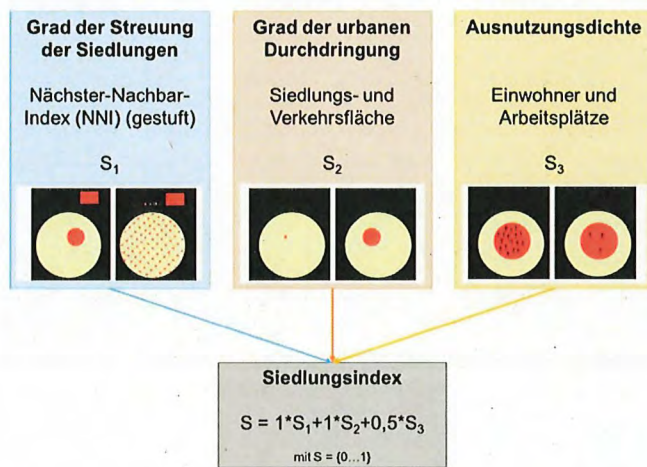 Grad der Streuung
der Siedlungen
Nächster-Nachbar-
Index (NNI) (gestuft)
S₁
Grad der urbanen
Durchdringung
Siedlungs- und
Verkehrsfläche
S₂
Ausnutzungsdichte
Einwohner und
Arbeitsplätze
S₃
Siedlungsindex
S = 1*S₁+1*S₂+0,5*S₃
mit S = {0...1}